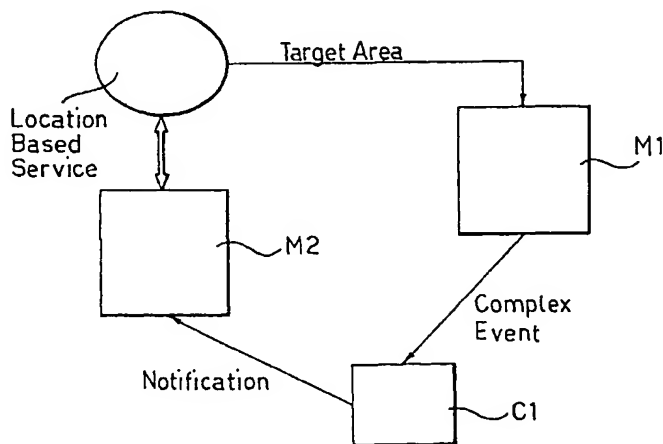 Target Area
Location
Based
Service
M1
M2
Complex
Event
Notification
C1